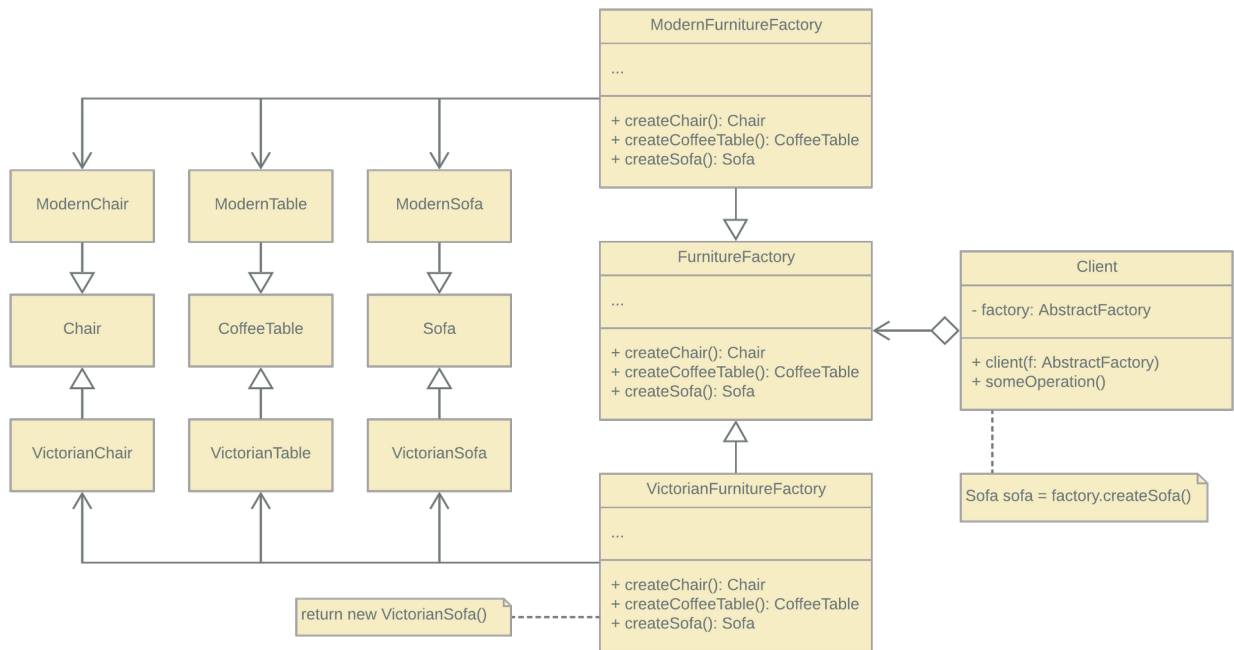 ModernFurnitureFactory
...
+ createChair(): Chair
+ createCoffeeTable(): CoffeeTable
+ createSofa(): Sofa
ModernChair
ModernTable
ModernSofa
FurnitureFactory
...
+ createChair(): Chair
+ createCoffeeTable(): CoffeeTable
+ createSofa(): Sofa
Client
- factory: AbstractFactory
+ client(f: AbstractFactory)
+ someOperation()
Chair
CoffeeTable
Sofa
VictorianChair
VictorianTable
VictorianSofa
VictorianFurnitureFactory
...
+ createChair(): Chair
+ createCoffeeTable(): CoffeeTable
+ createSofa(): Sofa
Sofa sofa = factory.createSofa()
return new VictorianSofa()